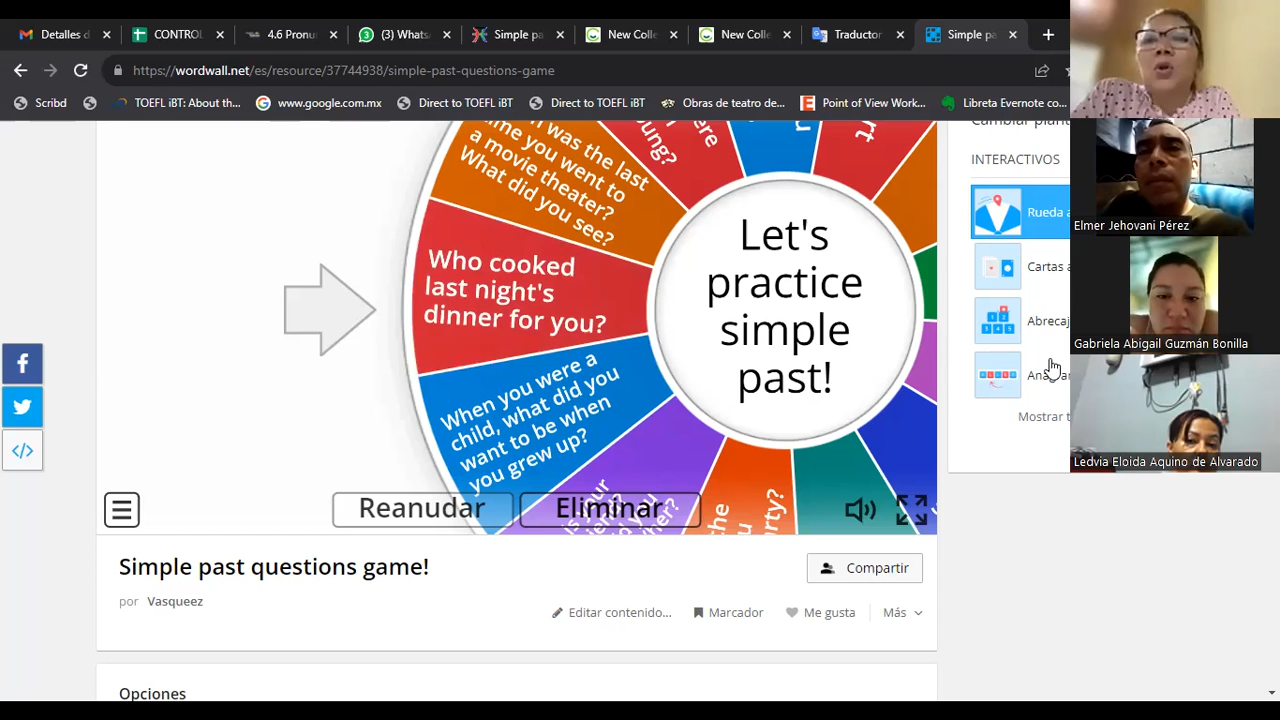 Detalles d
CONTROL
4.6 Pronu
(3) Whats
Simple pa
New Colle
New Colle
Traductor
Simple pa
https://wordwall.net/es/resource/37744938/simple-past-questions-game
Scribd
TOEFL iBT: About th...
www.google.com.mx
Direct to TOEFL iBT
Direct to TOEFL iBT
Obras de teatro de...
Point of View Work...
Libreta Evernote co...
was the last
time you went to
a movie theater?
What did you see?
Who cooked
last night's
dinner for you?
When you were a
child, what did you
want to be when
you grew up?
Let's
practice
simple
past!
Reanudar
Eliminar
Simple past questions game!
por Vasqueez
Compartir
Editar contenido...
Marcador
Me gusta
Más
Opciones
INTERACTIVOS
Rueda a
Cartas a
Abrecaj
Mostrar t
Elmer Jehovani Pérez
Gabriela Abigail Guzmán Bonilla
Ledvia Eloída Aquino de Alvarado